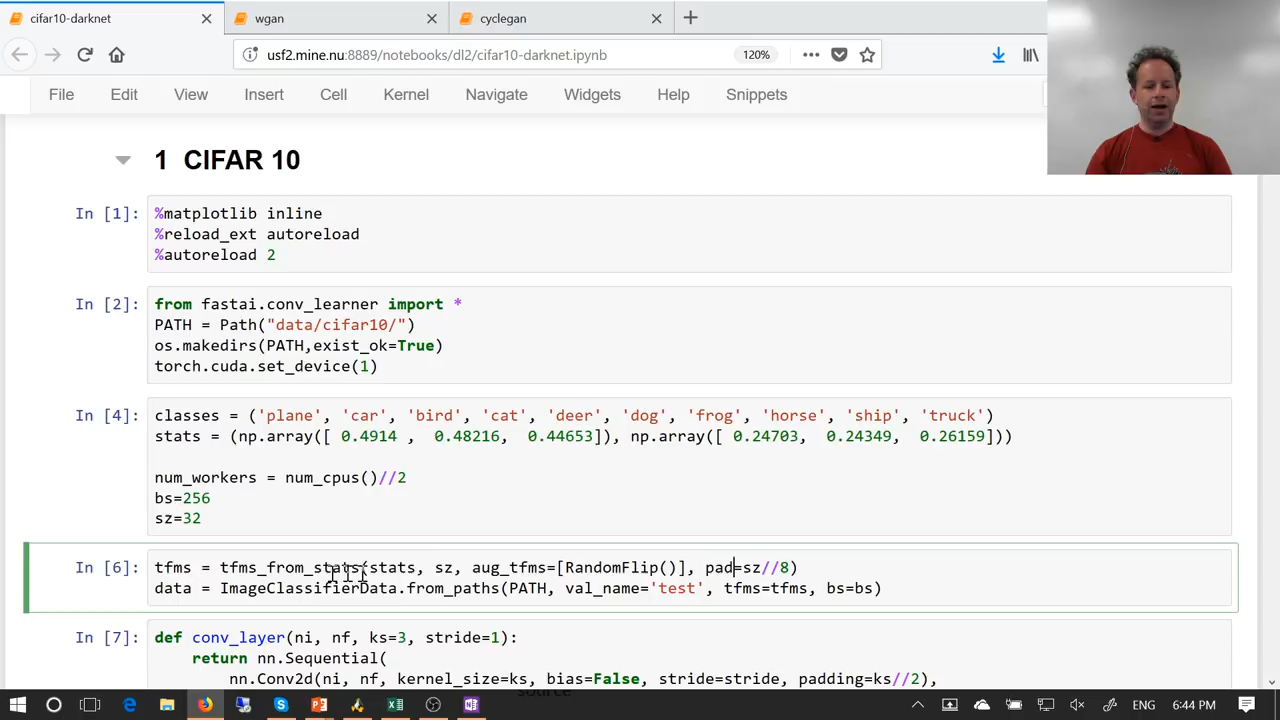 cifar10-darknet
wgan
cyclegan
usf2.mine.nu:8889/notebooks/dl2/cifar10-darknet.ipynb
120%
File Edit View Insert Cell Kernel Navigate Widgets Help Snippets
1 CIFAR 10
In [1]:
%matplotlib inline
%reload_ext autoreload
%autoreload 2
In [2]:
from fastai.conv_learner import *
PATH = Path("data/cifar10/")
os.makedirs(PATH,exist_ok=True)
torch.cuda.set_device(1)
In [4]:
classes = ('plane', 'car', 'bird', 'cat', 'deer', 'dog', 'frog', 'horse', 'ship', 'truck')
stats = (np.array([ 0.4914 , 0.48216, 0.44653]), np.array([ 0.24703, 0.24349, 0.26159]))
num_workers = num_cpus()//2
bs=256
sz=32
In [6]:
tfms = tfms_from_stats(stats, sz, aug_tfms=[RandomFlip()], pad=sz//8)
data = ImageClassifierData.from_paths(PATH, val_name='test', tfms=tfms, bs=bs)
In [7]:
def conv_layer(ni, nf, ks=3, stride=1):
return nn.Sequential(
nn.Conv2d(ni, nf, kernel_size=ks, bias=False, stride=stride, padding=ks//2),
source
ENG 6:44 PM